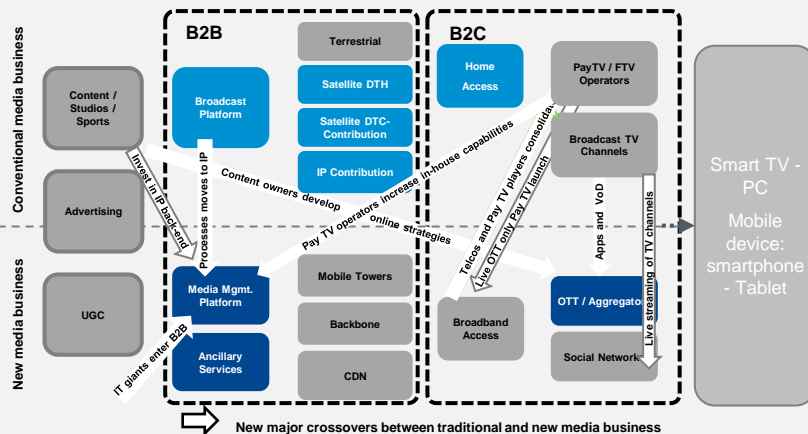 Conventional media business
New media business
Content /
Studios /
Sports
Advertising
UGC
B2B
Broadcast
Platform
Media Mgmt.
Platform
Ancillary
Services
Terrestrial
Satellite DTH
Satellite DTC-
Contribution
IP Contribution
Mobile Towers
Backbone
CDN
B2C
Home
Access
Broadband
Access
PayTV / FTV
Operators
Broadcast TV
Channels
OTT / Aggregator
Social Network
Smart TV -
PC
Mobile
device:
smartphone
- Tablet
Invest in IP back-end
Processes moves to IP
Content owners develop online strategies
Pay TV operators increase in-house capabilities
Telcos and Pay TV players consolidat
Live OTT only Pay TV launch
Apps and VoD
Live streaming of TV channels
IT giants enter B2B
New major crossovers between traditional and new media business